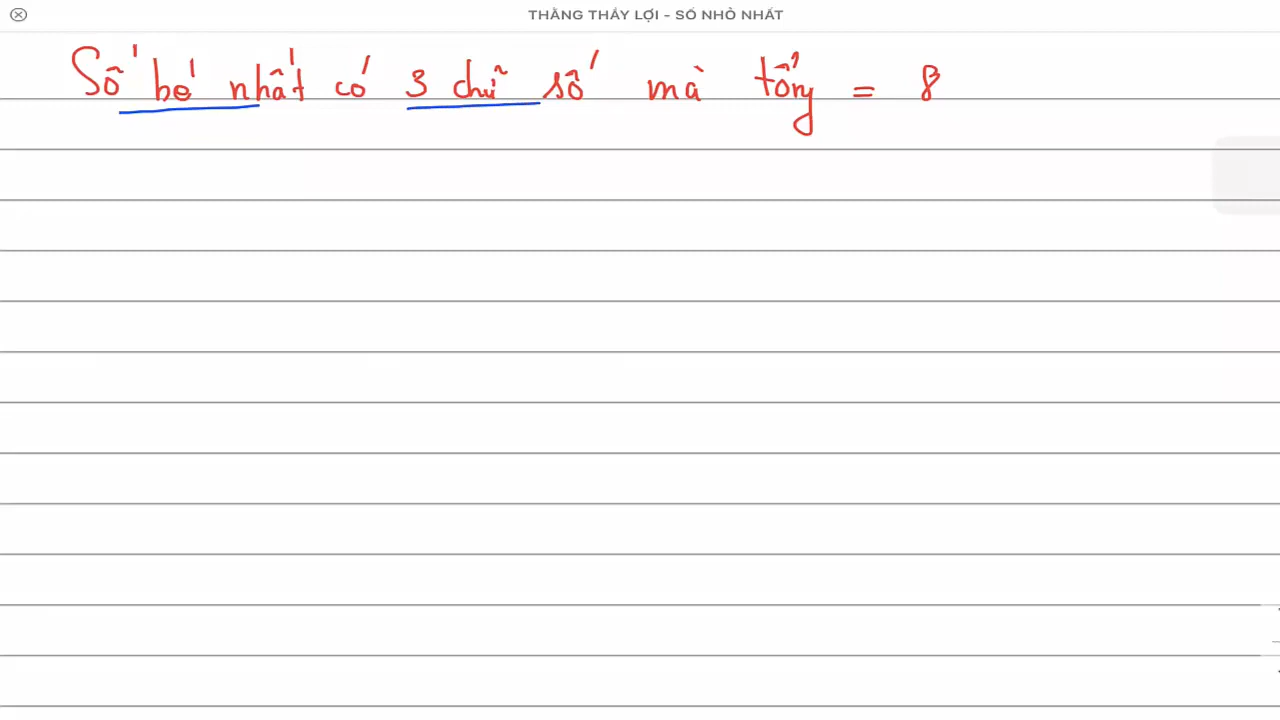 THẰNG THẦY LỢI - SỐ NHỎ NHẤT
Số bé nhất có 3 chữ số mà tổng = 8